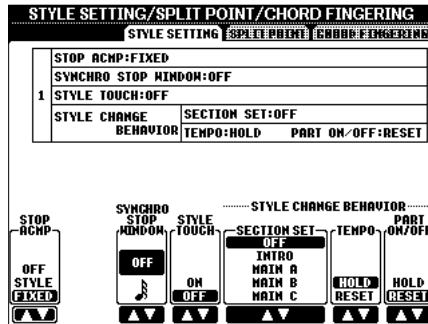 STYLE SETTING/SPLIT POINT/CHORD FINGERING
STYLE SETTING SPLIT POINT CHORD FINGERING
STOP ACMP:FIXED
SYNCHRO STOP WINDOW:OFF
1 STYLE TOUCH:OFF
STYLE CHANGE BEHAVIOR
SECTION SET:OFF
TEMPO:HOLD PART ON/OFF:RESET
STYLE CHANGE BEHAVIOR
STOP ACMP
SYNCHRO STOP WINDOW
STYLE TOUCH
SECTION SET
TEMPO
PART ON/OFF
OFF
STYLE
FIXED
OFF
ON
OFF
OFF
INTRO
MAIN A
MAIN B
MAIN C
HOLD
RESET
HOLD
RESET